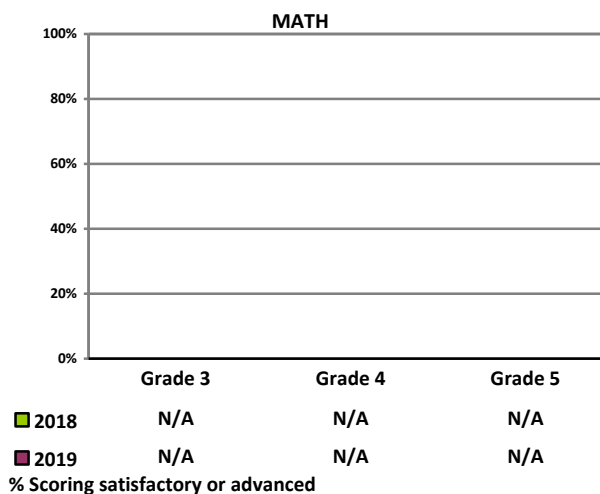 MATH
100%
80%
60%
40%
20%
0%
Grade 3 Grade 4 Grade 5
2018 N/A N/A N/A
2019 N/A N/A N/A
% Scoring satisfactory or advanced